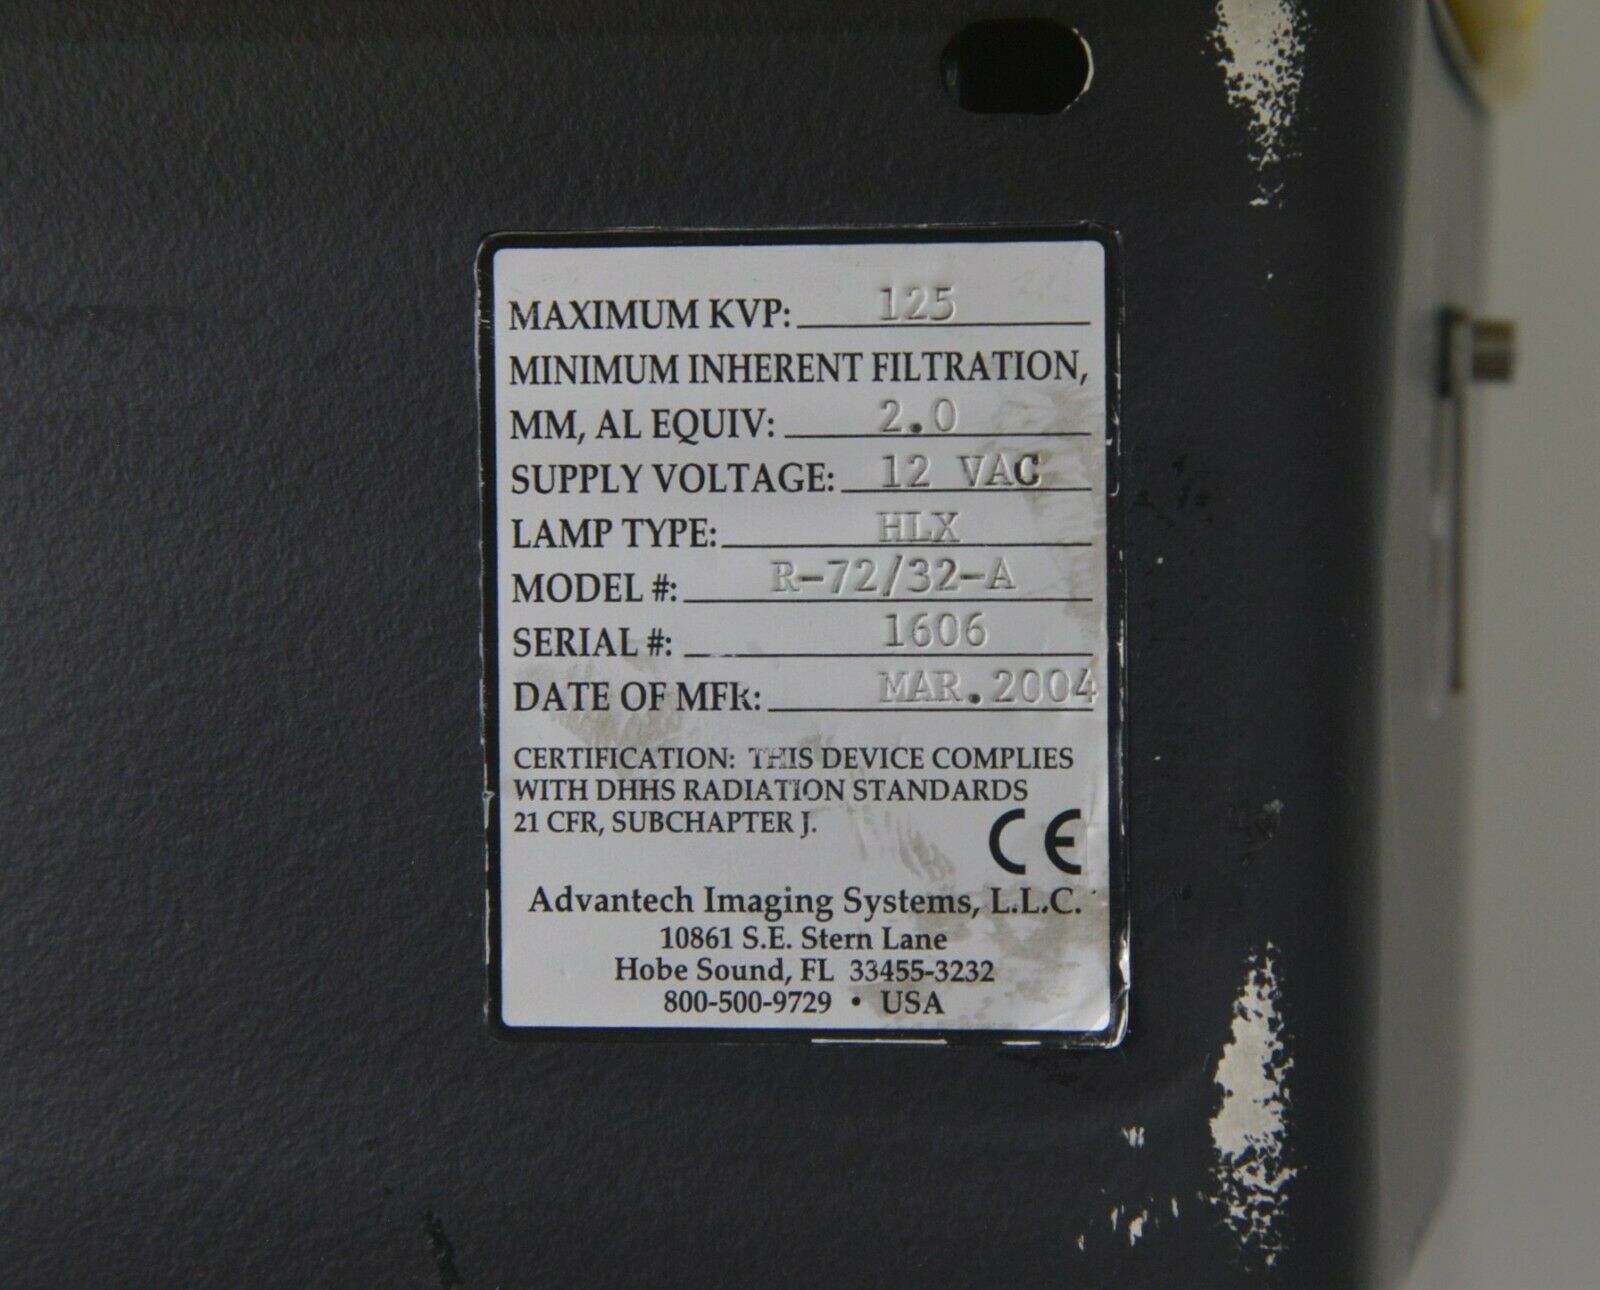 MAXIMUM KVP: 125
MINIMUM INHERENT FILTRATION,
MM, AL EQUIV: 2.0
SUPPLY VOLTAGE: 12 VAC
LAMP TYPE: HLX
MODEL #: R-72/32-A
SERIAL #: 1606
DATE OF MFR: MAR.2004
CERTIFICATION: THIS DEVICE COMPLIES
WITH DHHS RADIATION STANDARDS
21 CFR, SUBCHAPTER J.
CE
Advantech Imaging Systems, L.L.C.
10861 S.E. Stern Lane
Hobe Sound, FL 33455-3232
800-500-9729 • USA